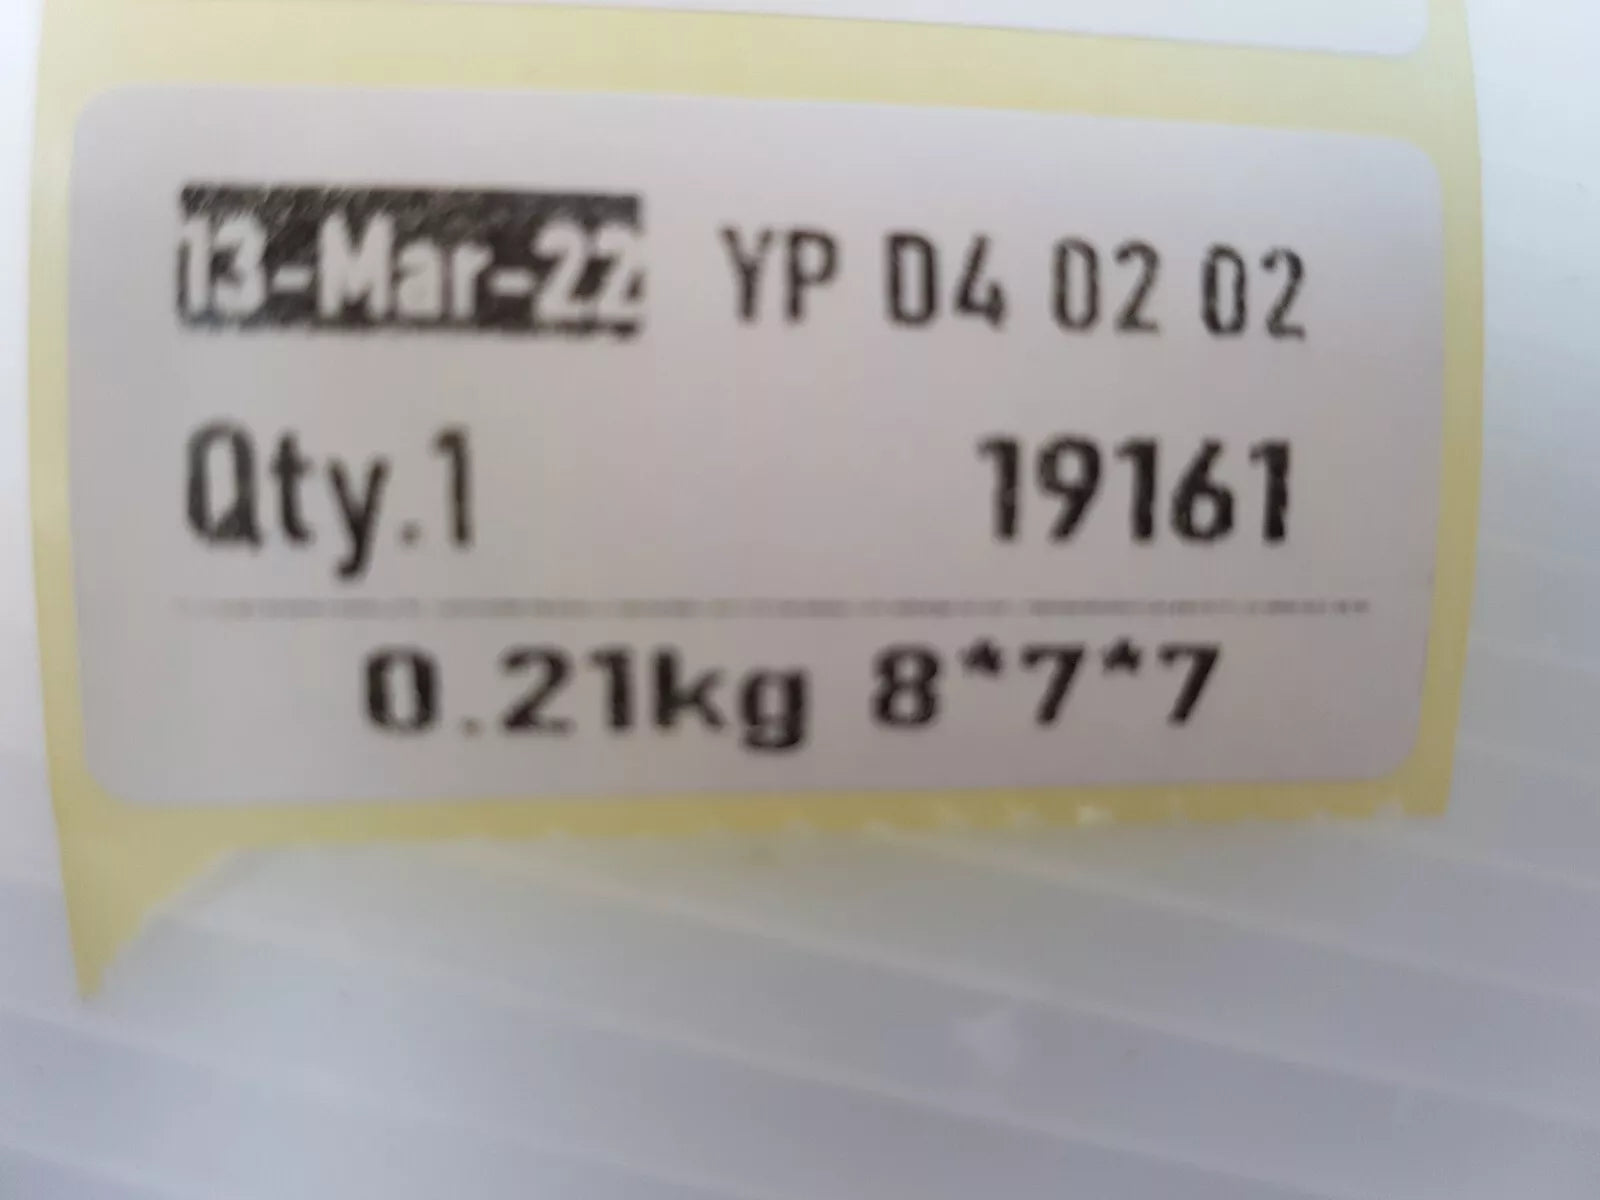 13-Mar-22 YP D4 02 02
Qty.1 19161
0.21kg 8*7*7